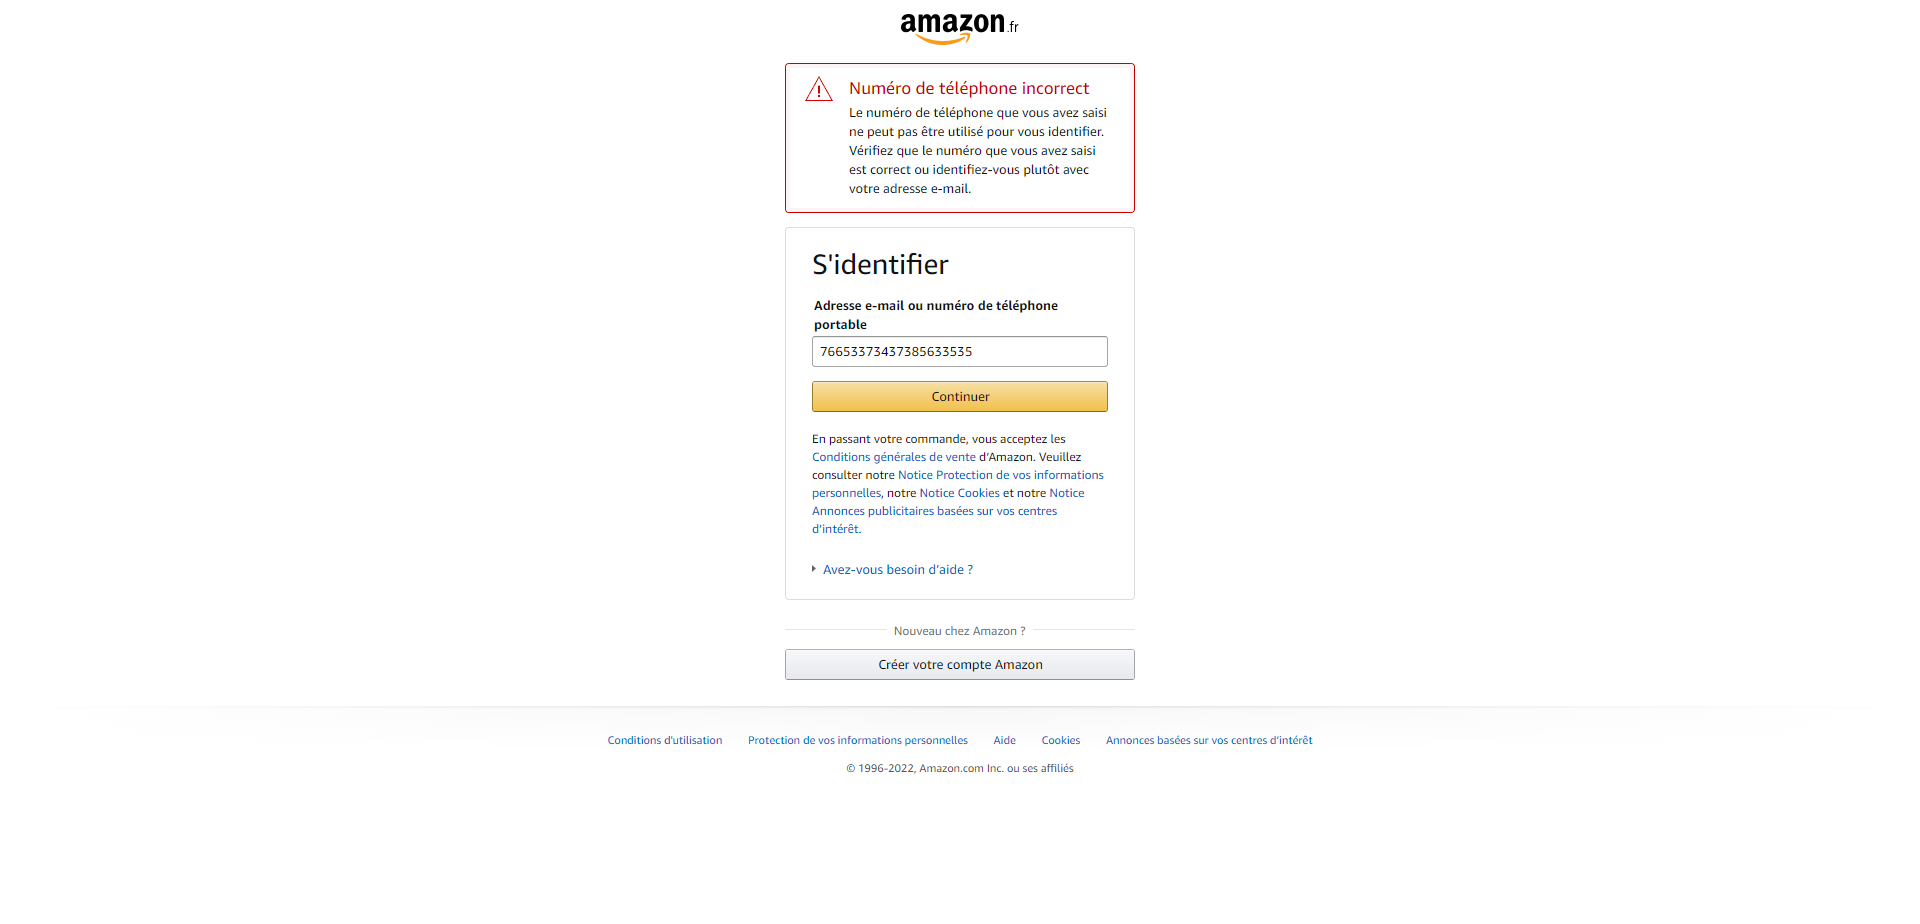 amazon.fr
Numéro de téléphone incorrect
Le numéro de téléphone que vous avez saisi
ne peut pas être utilisé pour vous identifier.
Vérifiez que le numéro que vous avez saisi
est correct ou identifiez-vous plutôt avec
votre adresse e-mail.
S'identifier
Adresse e-mail ou numéro de téléphone
portable
76653373437385633535
Continuer
En passant votre commande, vous acceptez les
Conditions générales de vente d’Amazon. Veuillez
consulter notre Notice Protection de vos informations
personnelles, notre Notice Cookies et notre Notice
Annonces publicitaires basées sur vos centres
d’intérêt.
Avez-vous besoin d’aide ?
Nouveau chez Amazon ?
Créer votre compte Amazon
Conditions d'utilisation Protection de vos informations personnelles Aide Cookies Annonces basées sur vos centres d’intérêt
© 1996-2022, Amazon.com Inc. ou ses affiliés